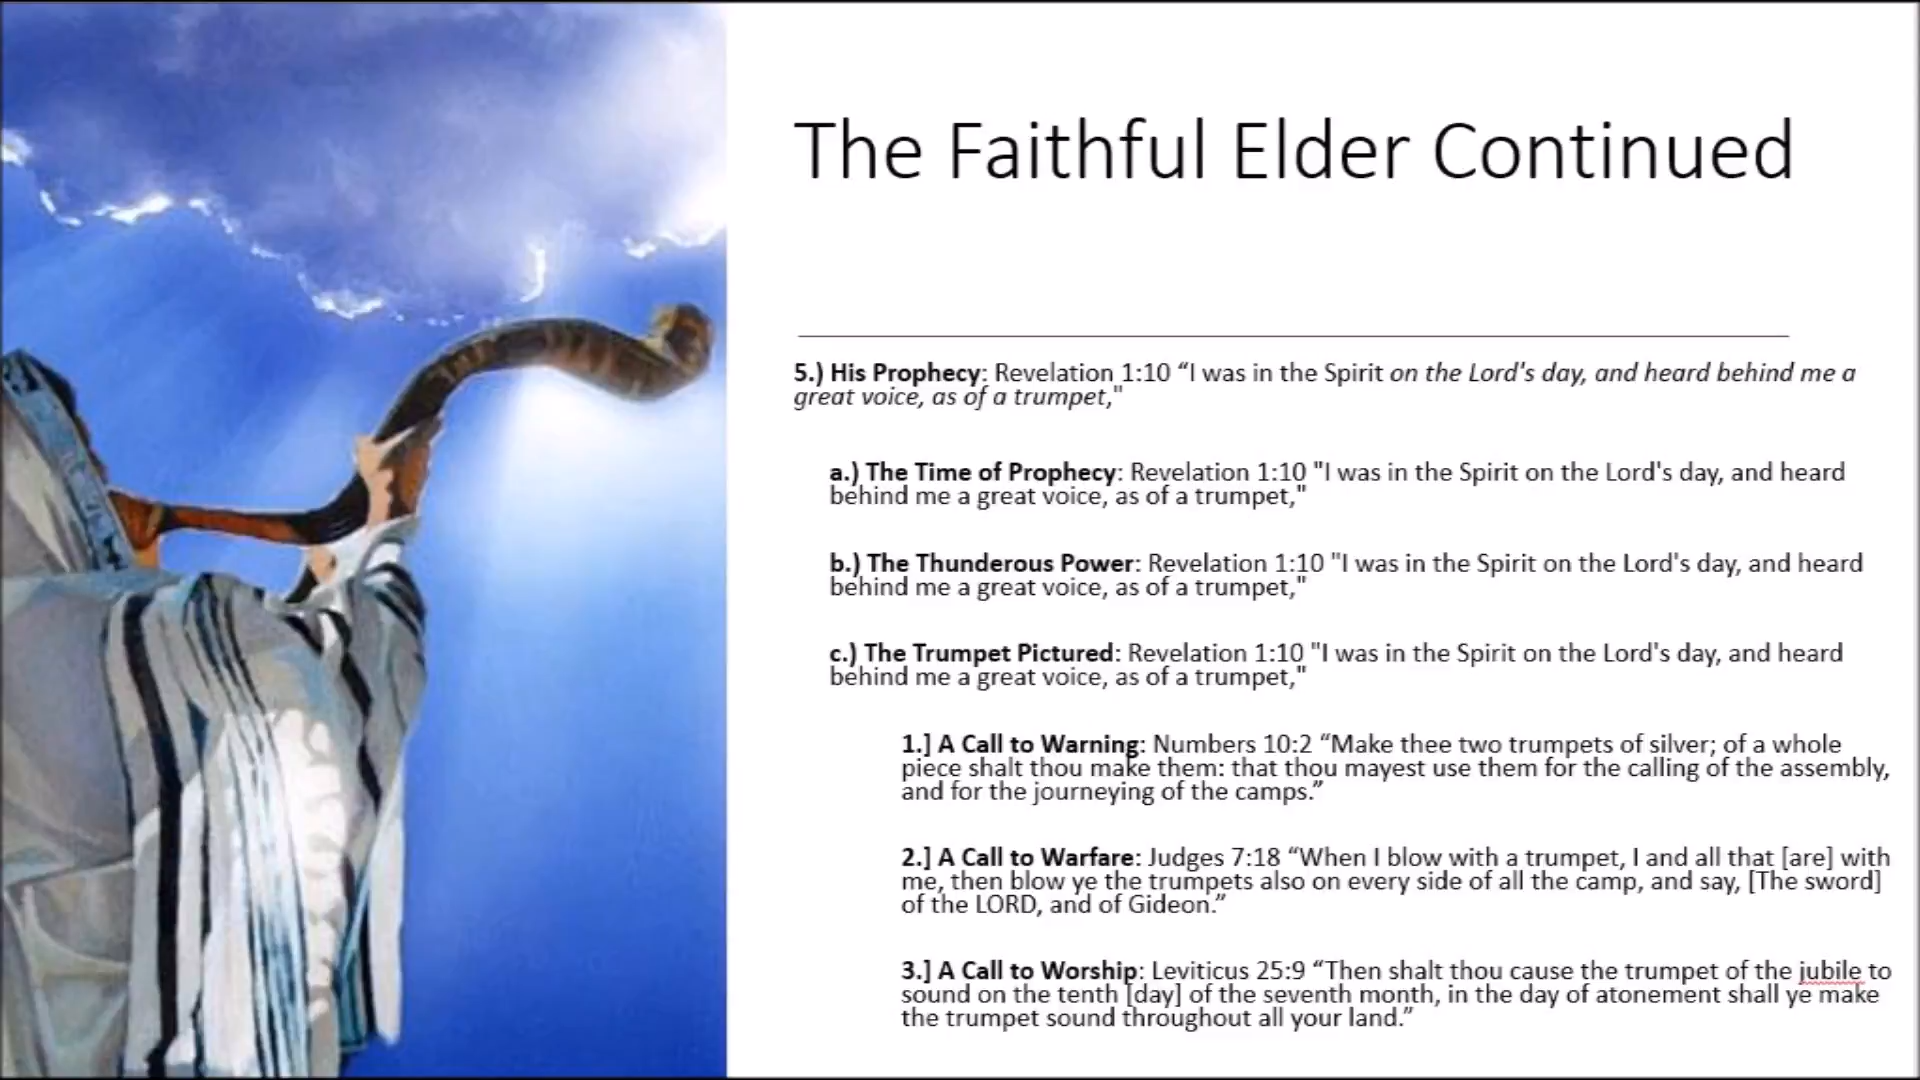 The Faithful Elder Continued
5.) His Prophecy: Revelation 1:10 “I was in the Spirit on the Lord's day, and heard behind me a
great voice, as of a trumpet,"
a.) The Time of Prophecy: Revelation 1:10 "I was in the Spirit on the Lord's day, and heard
behind me a great voice, as of a trumpet,"
b.) The Thunderous Power: Revelation 1:10 "I was in the Spirit on the Lord's day, and heard
behind me a great voice, as of a trumpet,"
c.) The Trumpet Pictured: Revelation 1:10 "I was in the Spirit on the Lord's day, and heard
behind me a great voice, as of a trumpet,"
1.] A Call to Warning: Numbers 10:2 “Make thee two trumpets of silver; of a whole
piece shalt thou make them: that thou mayest use them for the calling of the assembly,
and for the journeying of the camps.”
2.] A Call to Warfare: Judges 7:18 “When I blow with a trumpet, I and all that [are] with
me, then blow ye the trumpets also on every side of all the camp, and say, [The sword]
of the LORD, and of Gideon.”
3.] A Call to Worship: Leviticus 25:9 “Then shalt thou cause the trumpet of the jubile to
sound on the tenth [day] of the seventh month, in the day of atonement shall ye make
the trumpet sound throughout all your land.”